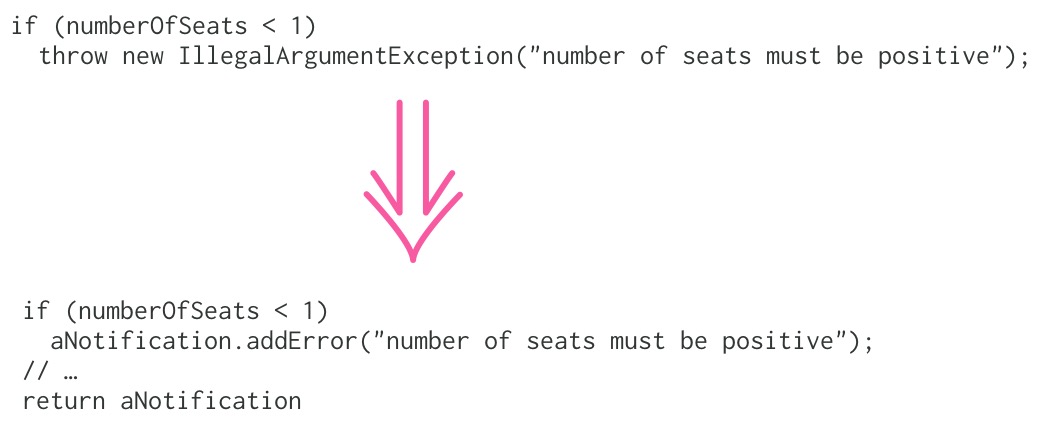 if (numberOfSeats < 1)
throw new IllegalArgumentException("number of seats must be positive");
if (numberOfSeats < 1)
aNotification.addError("number of seats must be positive");
// …
return aNotification